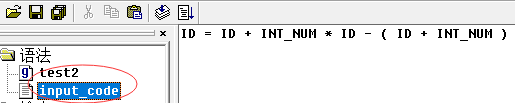 ID = ID + INT_NUM * ID - ( ID + INT_NUM )
语法
test2
input_code